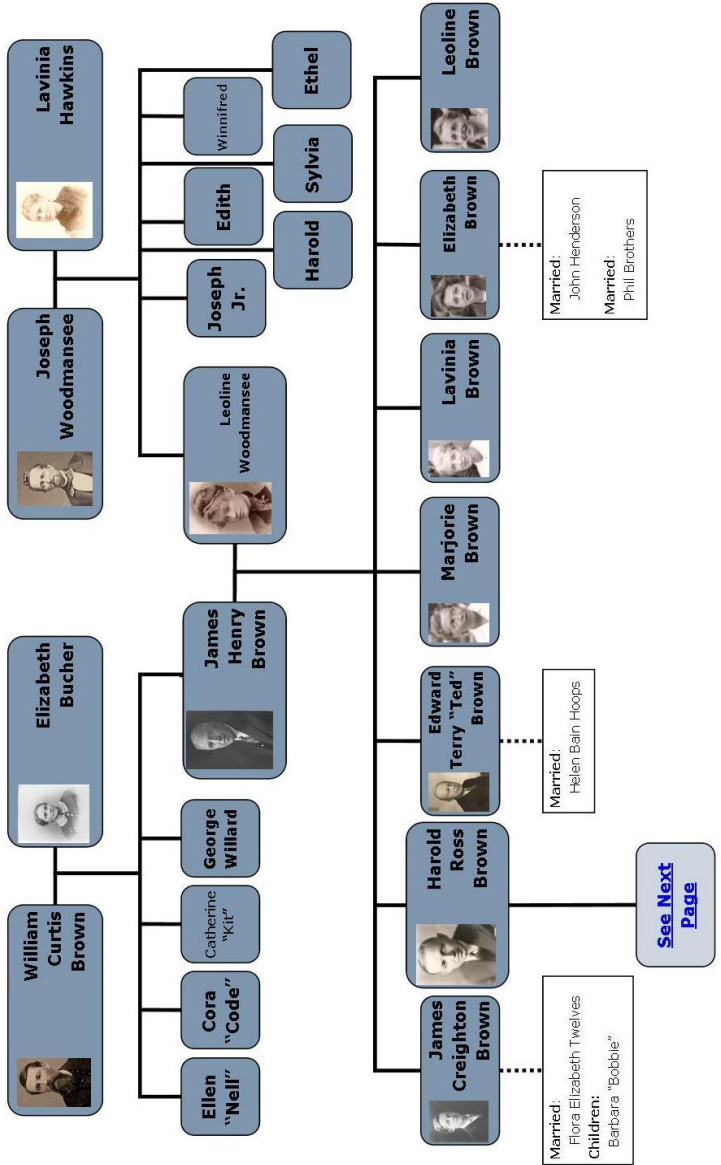 William
Curtis
Brown
Elizabeth
Bucher
Joseph
Woodmansee
Lavinia
Hawkins
Ellen
“Nell”
Cora
“Code”
Catherine
“Kit”
George
Willard
James
Henry
Brown
Leoline
Woodmansee
Joseph
Jr.
Harold
Edith
Sylvia
Winnifred
Ethel
James
Creighton
Brown
Harold
Ross
Brown
Edward
Terry “Ted”
Brown
Marjorie
Brown
Lavinia
Brown
Elizabeth
Brown
Leoline
Brown
Married:
Flora Elizabeth Twelves
Children:
Barbara “Bobbie”
See Next
Page
Married:
Helen Bain Hoops
Married:
John Henderson
Married:
Phil Brothers